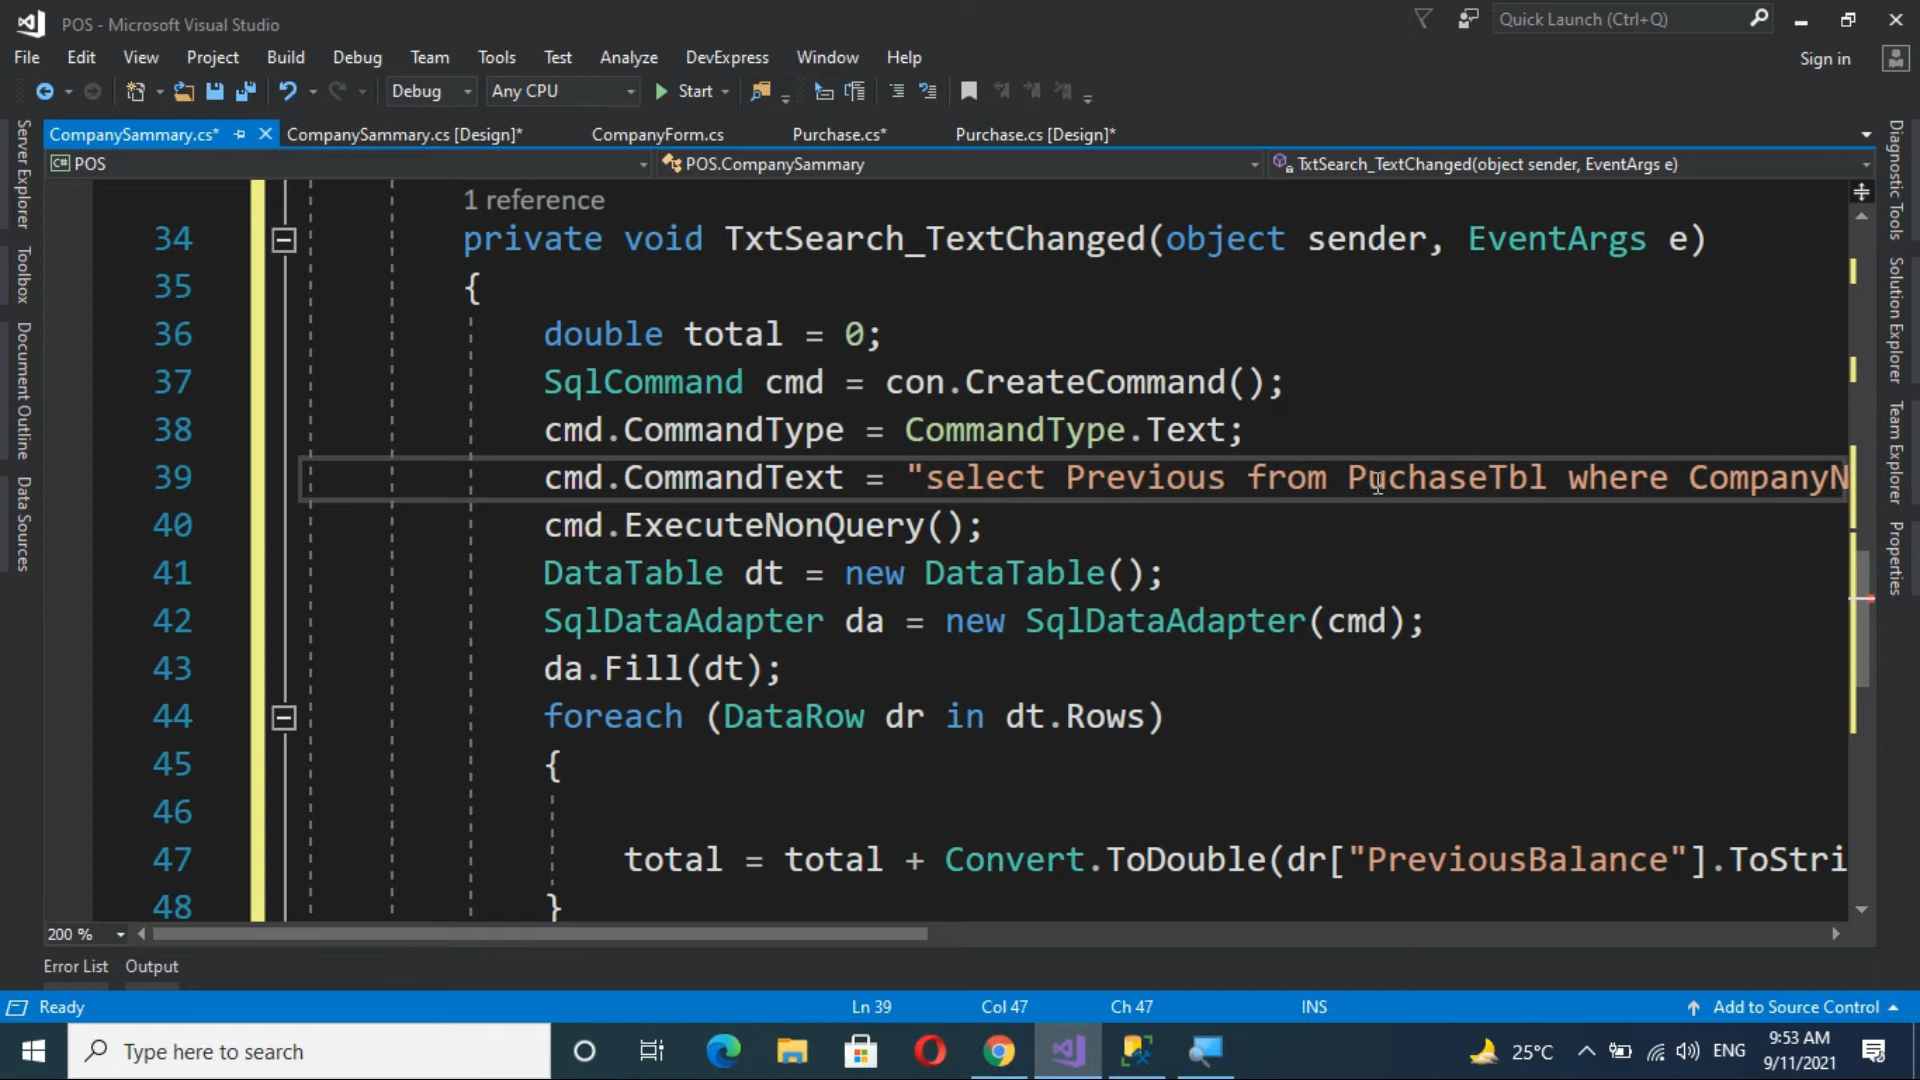 POS - Microsoft Visual Studio
Quick Launch (Ctrl+Q)
File Edit View Project Build Debug Team Tools Test Analyze DevExpress Window Help
Sign in
Debug Any CPU Start
CompanySammary.cs* CompanySammary.cs [Design]* CompanyForm.cs Purchase.cs* Purchase.cs [Design]*
C# POS POS.CompanySammary TxtSearch_TextChanged(object sender, EventArgs e)
Server Explorer
Toolbox
Document Outline
Data Sources
1 reference
34 private void TxtSearch_TextChanged(object sender, EventArgs e)
35 {
36 double total = 0;
37 SqlCommand cmd = con.CreateCommand();
38 cmd.CommandType = CommandType.Text;
39 cmd.CommandText = "select Previous from PuchaseTbl where CompanyN
40 cmd.ExecuteNonQuery();
41 DataTable dt = new DataTable();
42 SqlDataAdapter da = new SqlDataAdapter(cmd);
43 da.Fill(dt);
44 foreach (DataRow dr in dt.Rows)
45 {
46
47 total = total + Convert.ToDouble(dr["PreviousBalance"].ToStri
48 }
Diagnostic Tools
Solution Explorer
Team Explorer
Properties
200 %
Error List Output
Ready Ln 39 Col 47 Ch 47 INS Add to Source Control
Type here to search
25°C ENG
9:53 AM
9/11/2021